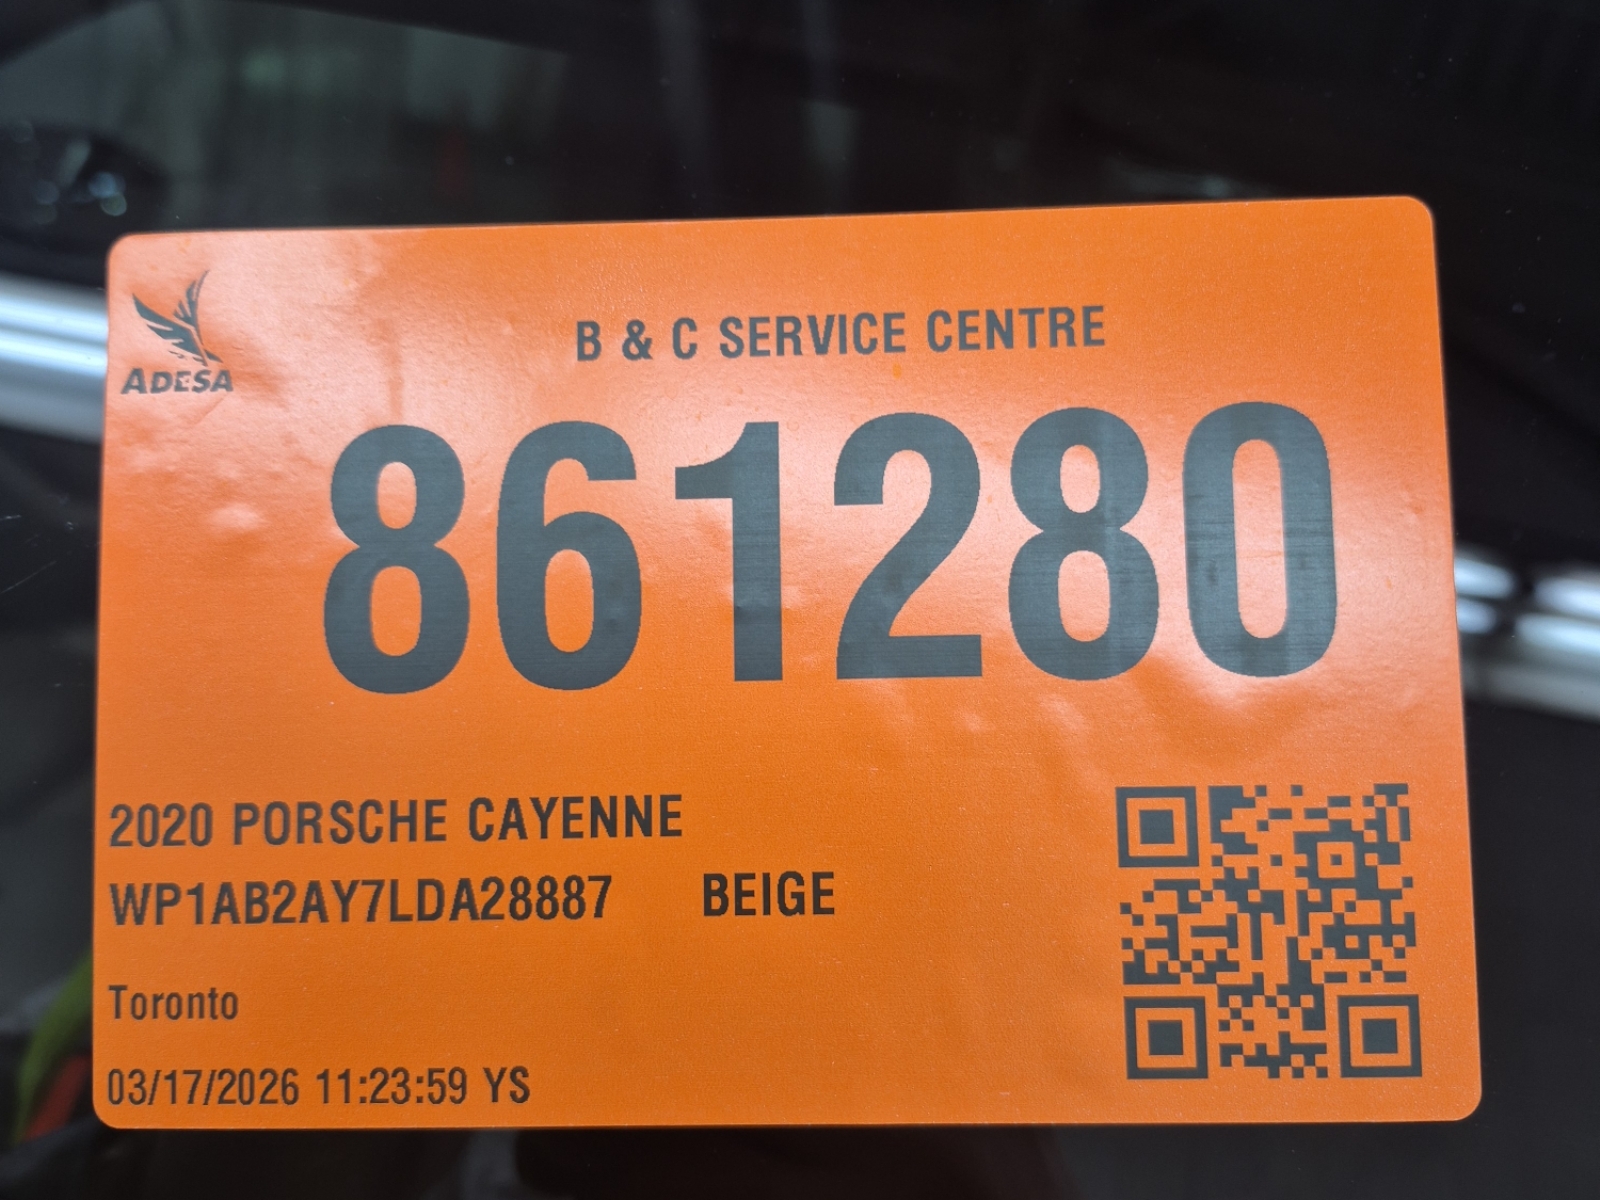 ADESA
B & C SERVICE CENTRE
861280
2020 PORSCHE CAYENNE
WP1AB2AY7LDA28887 BEIGE
Toronto
03/17/2026 11:23:59 YS